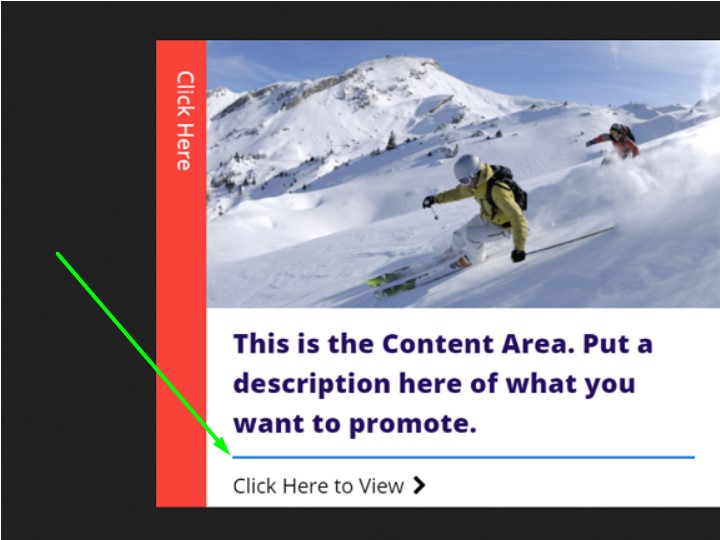 Click Here
This is the Content Area. Put a
description here of what you
want to promote.
Click Here to View